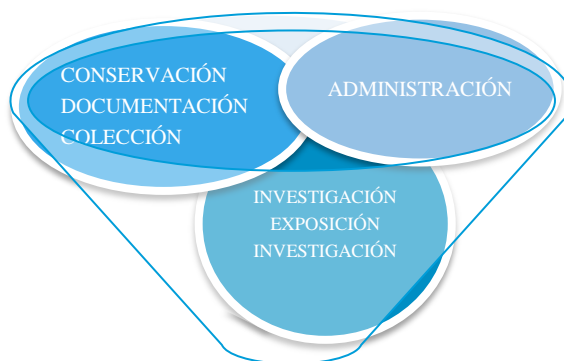 CONSERVACIÓN
DOCUMENTACIÓN
COLECCIÓN
ADMINISTRACIÓN
INVESTIGACIÓN
EXPOSICIÓN
INVESTIGACIÓN